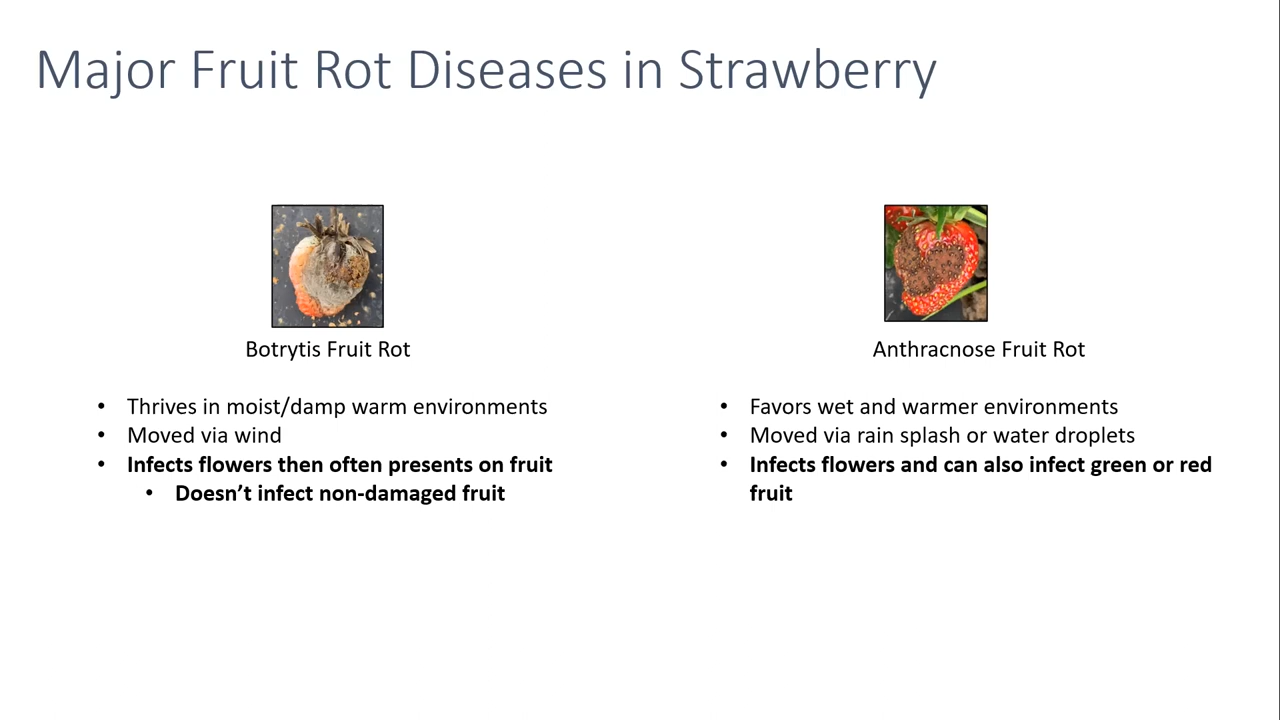 Major Fruit Rot Diseases in Strawberry
Botrytis Fruit Rot
• Thrives in moist/damp warm environments
• Moved via wind
• Infects flowers then often presents on fruit
• Doesn’t infect non-damaged fruit
Anthracnose Fruit Rot
• Favors wet and warmer environments
• Moved via rain splash or water droplets
• Infects flowers and can also infect green or red
fruit